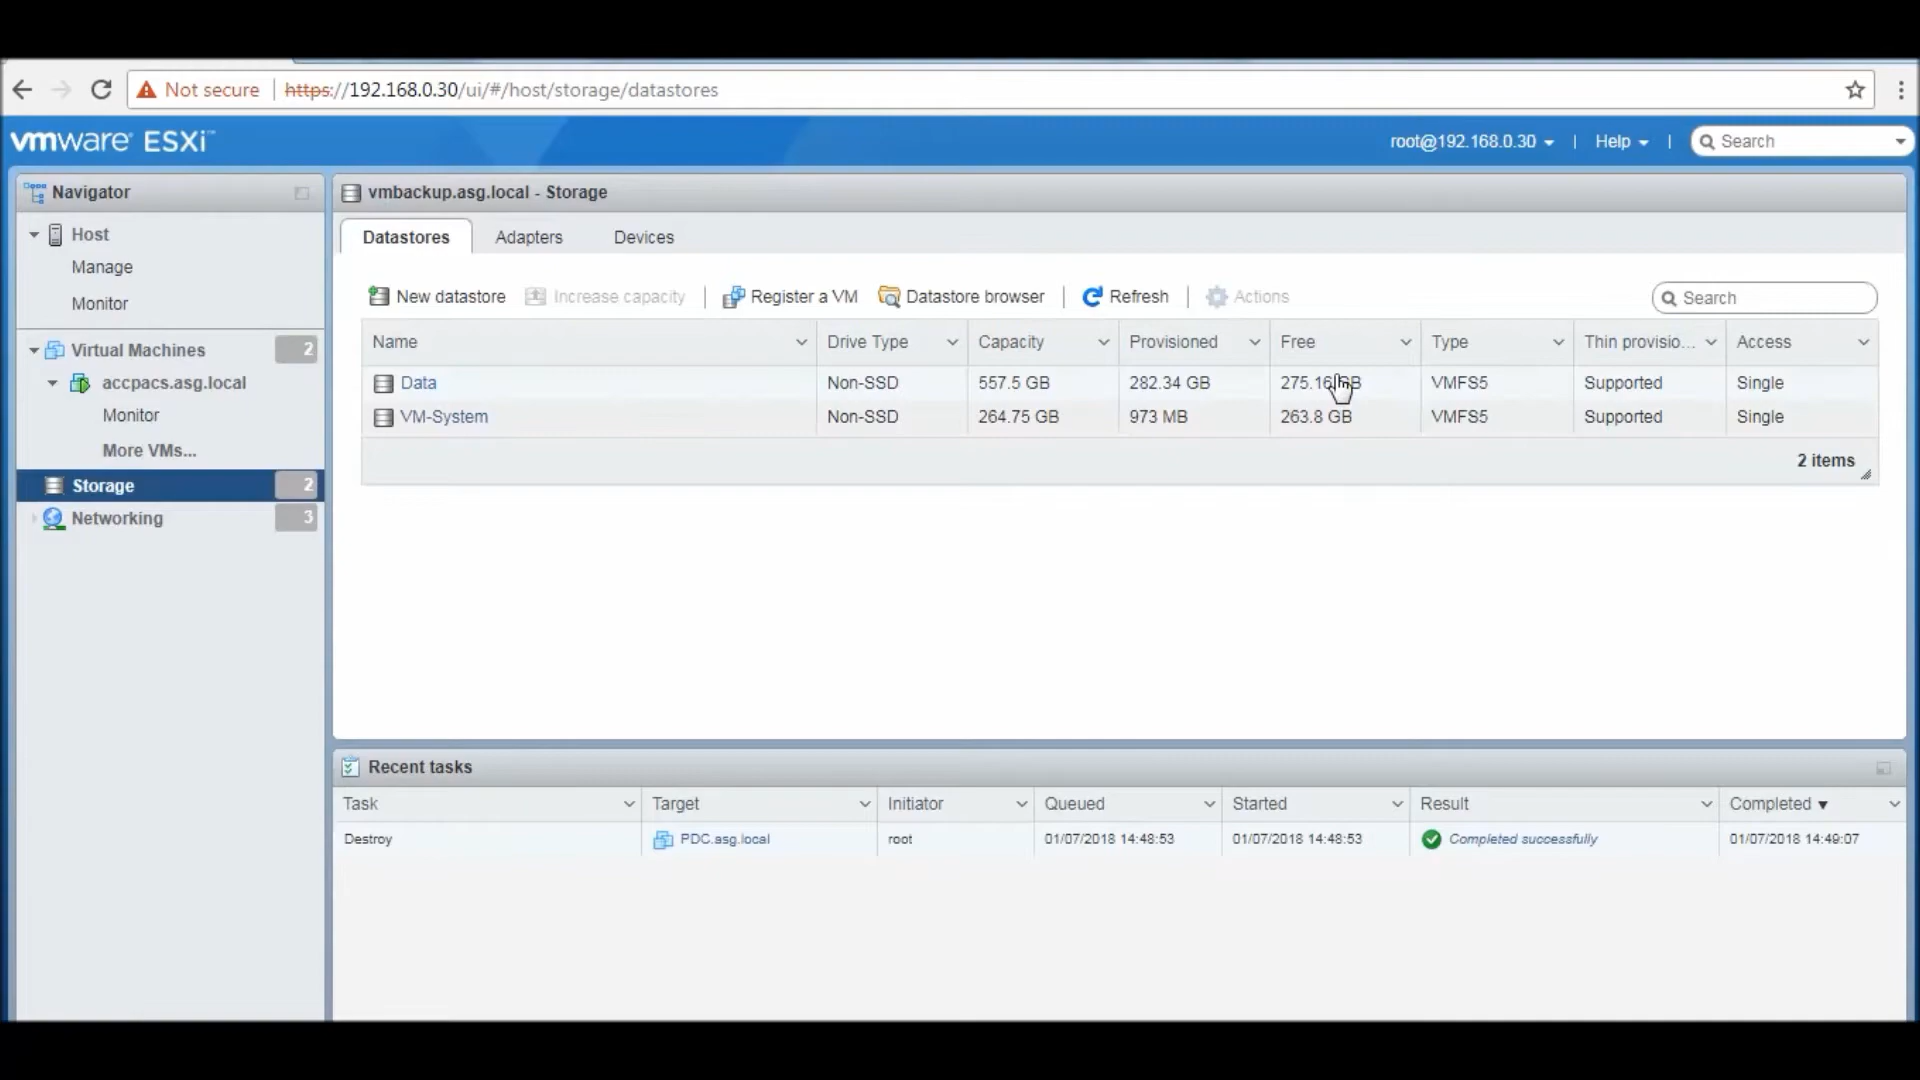 Not secure https://192.168.0.30/ui/#/host/storage/datastores
vmware ESXi™ root@192.168.0.30 | Help | Search
Navigator
Host
Manage
Monitor
Virtual Machines 2
accpacs.asg.local
Monitor
More VMs...
Storage 2
Networking 3
vmbackup.asg.local - Storage
Datastores Adapters Devices
New datastore Increase capacity | Register a VM Datastore browser | Refresh | Actions Search
Name Drive Type Capacity Provisioned Free Type Thin provisio... Access
Data Non-SSD 557.5 GB 282.34 GB 275.16 GB VMFS5 Supported Single
VM-System Non-SSD 264.75 GB 973 MB 263.8 GB VMFS5 Supported Single
2 items
Recent tasks
Task Target Initiator Queued Started Result Completed ▼
Destroy PDC.asg.local root 01/07/2018 14:48:53 01/07/2018 14:48:53 Completed successfully 01/07/2018 14:49:07